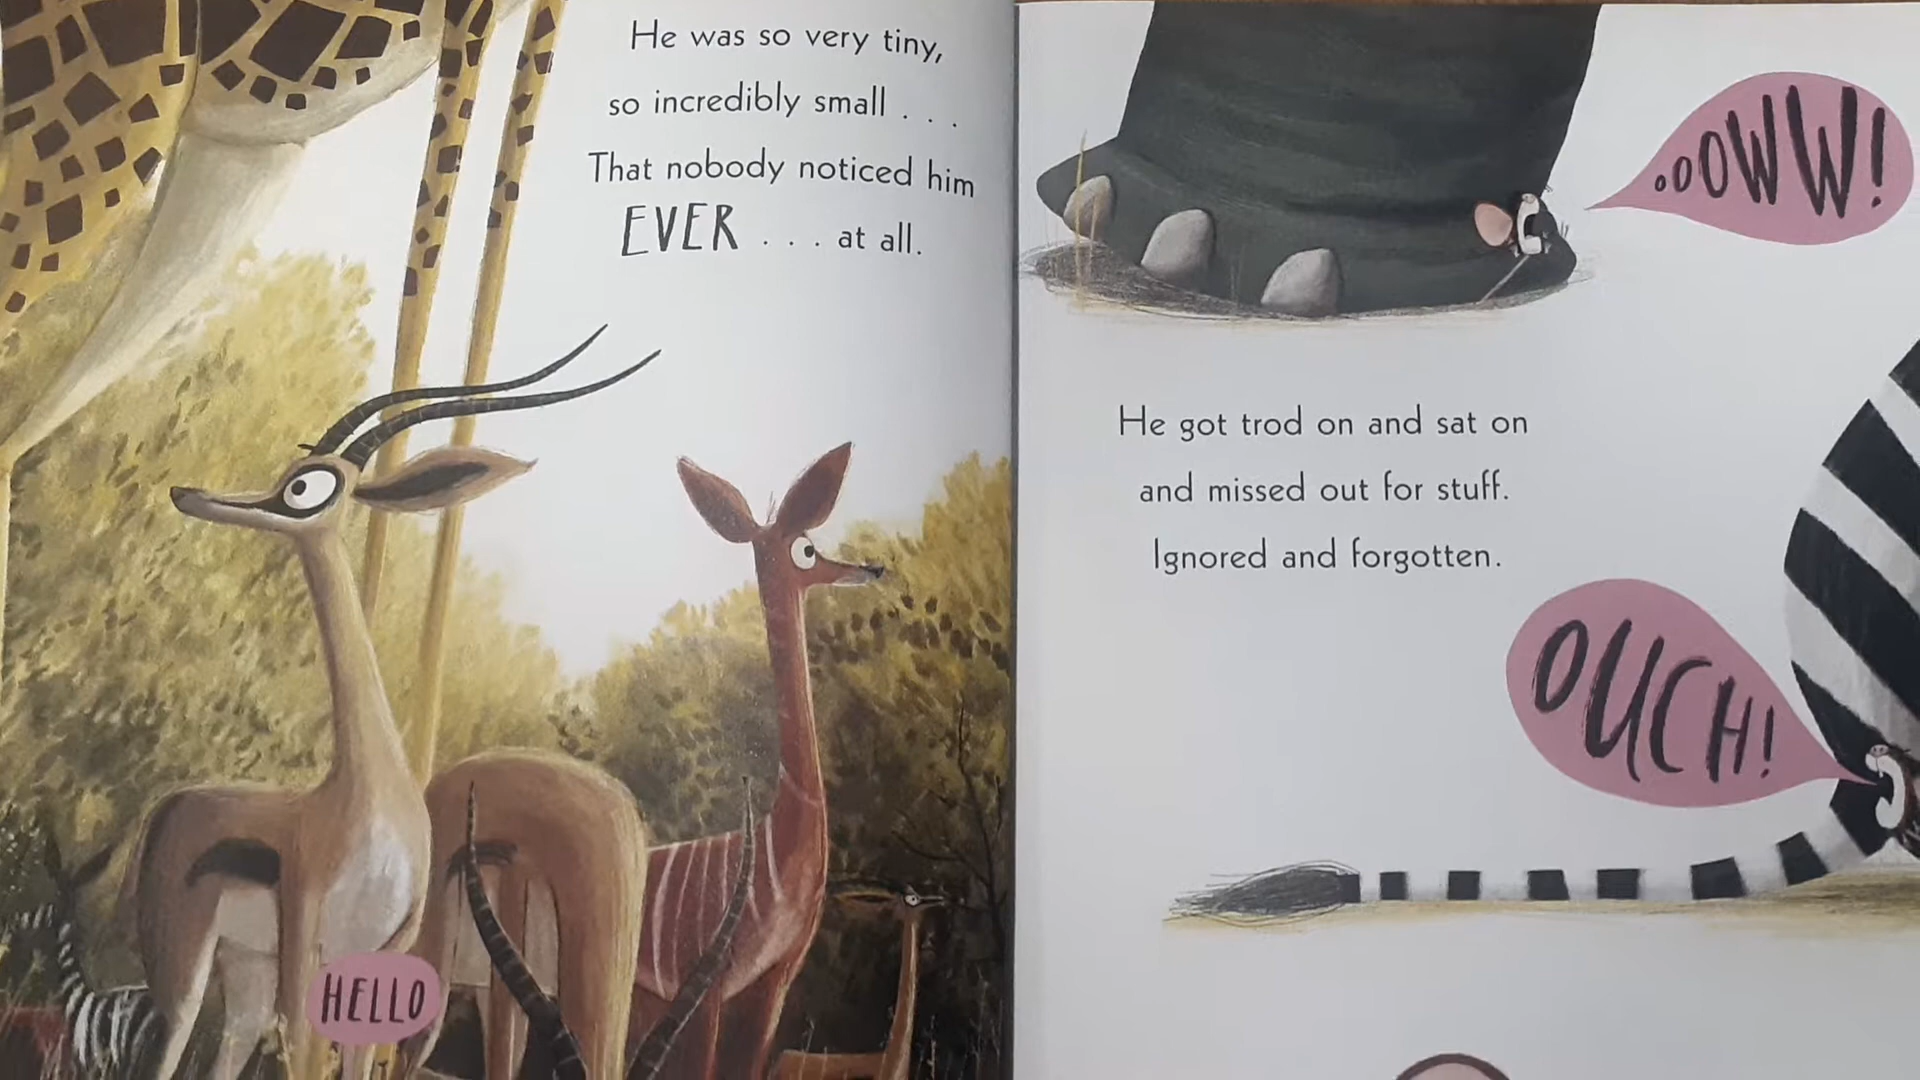 He was so very tiny,
so incredibly small . . .
That nobody noticed him
EVER . . . at all.
HELLO
..OOWW!
He got trod on and sat on
and missed out for stuff.
Ignored and forgotten.
OUCH!